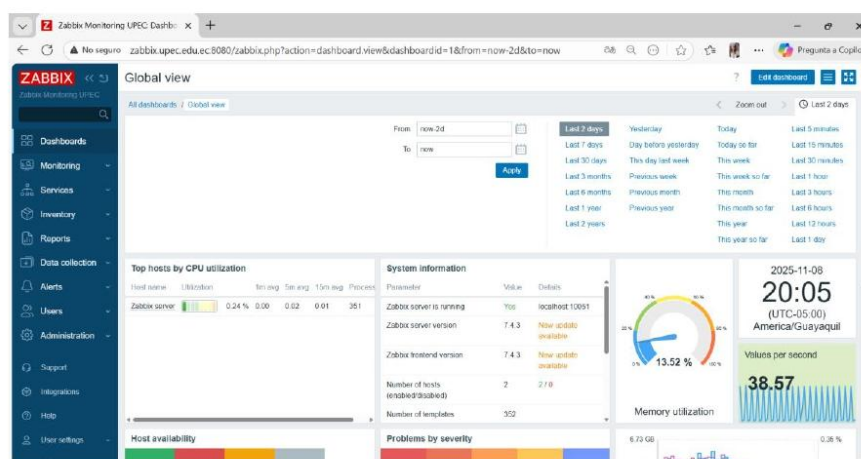 Zabbix Monitoring UPEC: Dashbo
No seguro zabbix.upec.edu.ec:8080/zabbix.php?action=dashboard.view&dashboardid=1&from=now-2d&to=now
Pregunta a Copilo
ZABBIX
Zabbix Monitoring UPEC
Dashboards
Monitoring
Services
Inventory
Reports
Data collection
Alerts
Users
Administration
Support
Integrations
Help
User settings
Global view
? Edit dashboard
All dashboards / Global view
Zoom out Last 2 days
From now-2d
To now
Apply
Last 2 days Yesterday Today Last 5 minutes
Last 7 days Day before yesterday Today so far Last 15 minutes
Last 30 days This day last week This week Last 30 minutes
Last 3 months Previous week This week so far Last 1 hour
Last 6 months Previous month This month Last 3 hours
Last 1 year Previous year This month so far Last 6 hours
Last 2 years This year Last 12 hours
This year so far Last 1 day
Top hosts by CPU utilization
Host name Utilization 1m avg 5m avg 15m avg Process
Zabbix server 0.24 % 0.00 0.02 0.01 351
System information
Parameter Value Details
Zabbix server is running Yes localhost:10051
Zabbix server version 7.4.3 New update available
Zabbix frontend version 7.4.3 New update available
Number of hosts (enabled/disabled) 2 2 / 0
Number of templates 352
0 % 20 % 40 % 60 % 80 % 100 %
13.52 %
Memory utilization
2025-11-08
20:05
(UTC-05:00)
America/Guayaquil
Values per second
38.57
Host availability
Problems by severity
6.73 GB 0.35 %